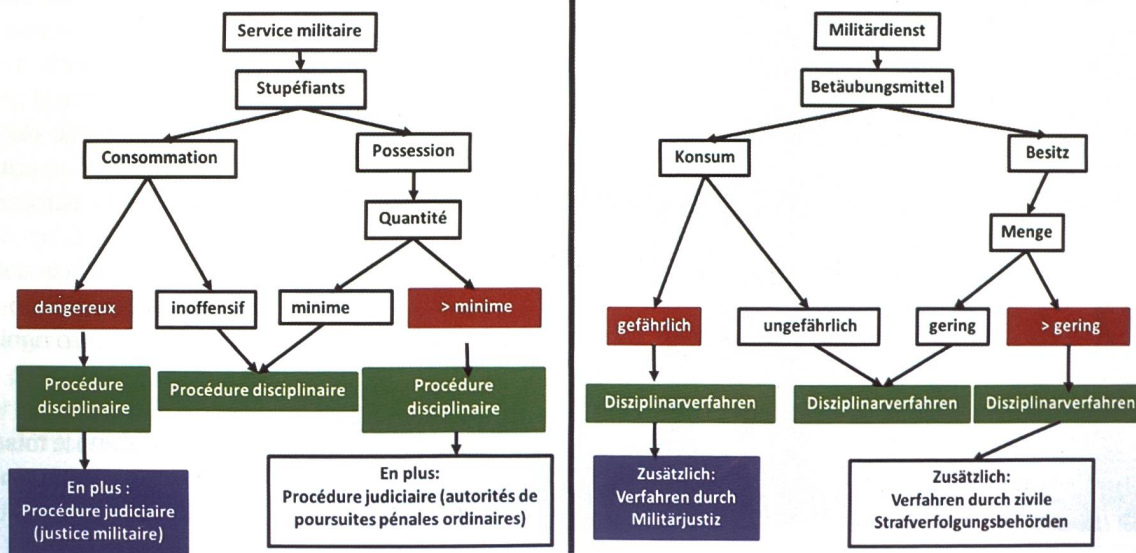 Service militaire
Stupéfiants
Consommation
Possession
Quantité
dangereux
inoffensif
minime
> minime
Procédure
disciplinaire
Procédure disciplinaire
Procédure
disciplinaire
En plus :
Procédure judiciaire
(justice militaire)
En plus :
Procédure judiciaire (autorités de
poursuites pénales ordinaires)
Militärdienst
Betäubungsmittel
Konsum
Besitz
Menge
gefährlich
ungefährlich
gering
> gering
Disziplinarverfahren
Disziplinarverfahren
Disziplinarverfahren
Zusätzlich:
Verfahren durch
Militärjustiz
Zusätzlich:
Verfahren durch zivile
Strafverfolgungsbehörden